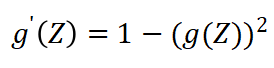 g'(Z) = 1 − (g(Z))²